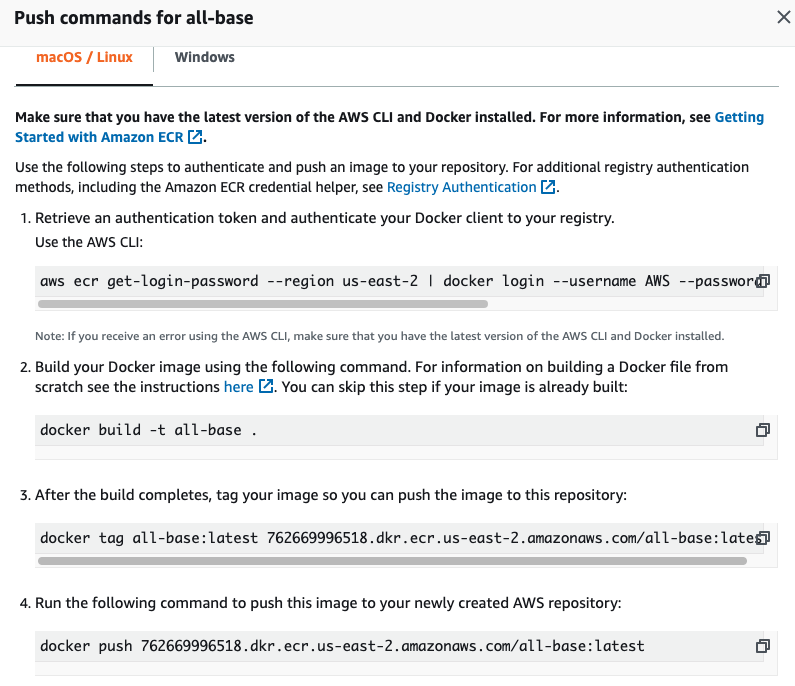 Push commands for all-base
macOS / Linux
Windows
Make sure that you have the latest version of the AWS CLI and Docker installed. For more information, see Getting
Started with Amazon ECR.
Use the following steps to authenticate and push an image to your repository. For additional registry authentication
methods, including the Amazon ECR credential helper, see Registry Authentication.
1. Retrieve an authentication token and authenticate your Docker client to your registry.
Use the AWS CLI:
aws ecr get-login-password --region us-east-2 | docker login --username AWS --password
Note: If you receive an error using the AWS CLI, make sure that you have the latest version of the AWS CLI and Docker installed.
2. Build your Docker image using the following command. For information on building a Docker file from
scratch see the instructions here. You can skip this step if your image is already built:
docker build -t all-base .
3. After the build completes, tag your image so you can push the image to this repository:
docker tag all-base:latest 762669996518.dkr.ecr.us-east-2.amazonaws.com/all-base:lates
4. Run the following command to push this image to your newly created AWS repository:
docker push 762669996518.dkr.ecr.us-east-2.amazonaws.com/all-base:latest